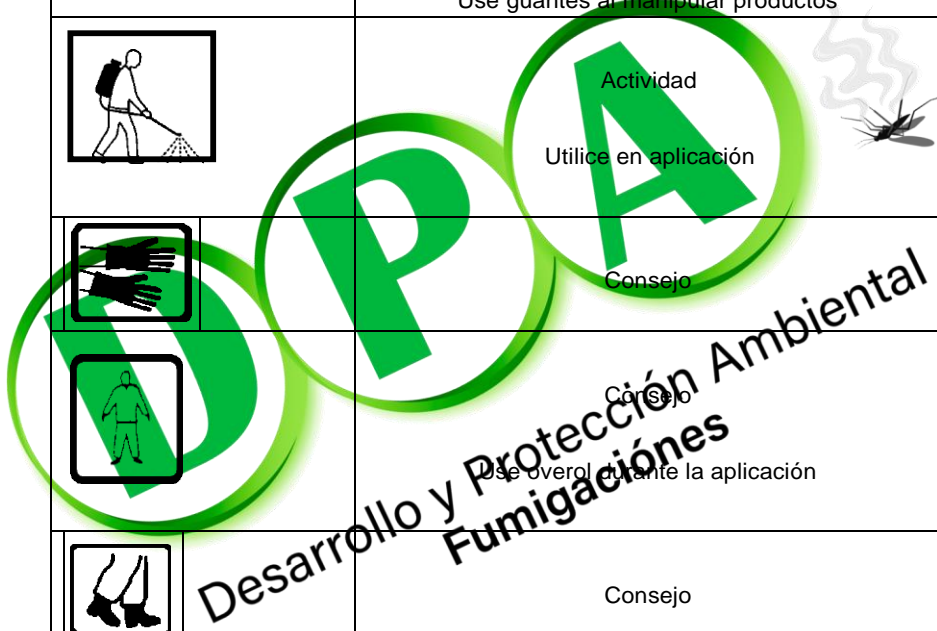 Use guantes al manipular productos
Actividad
Utilice en aplicación
Consejo
Consejo
Use overol durante la aplicación
Consejo
DPA
Desarrollo y Protección Ambiental
Fumigaciónes